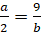 a/2 = 9/b